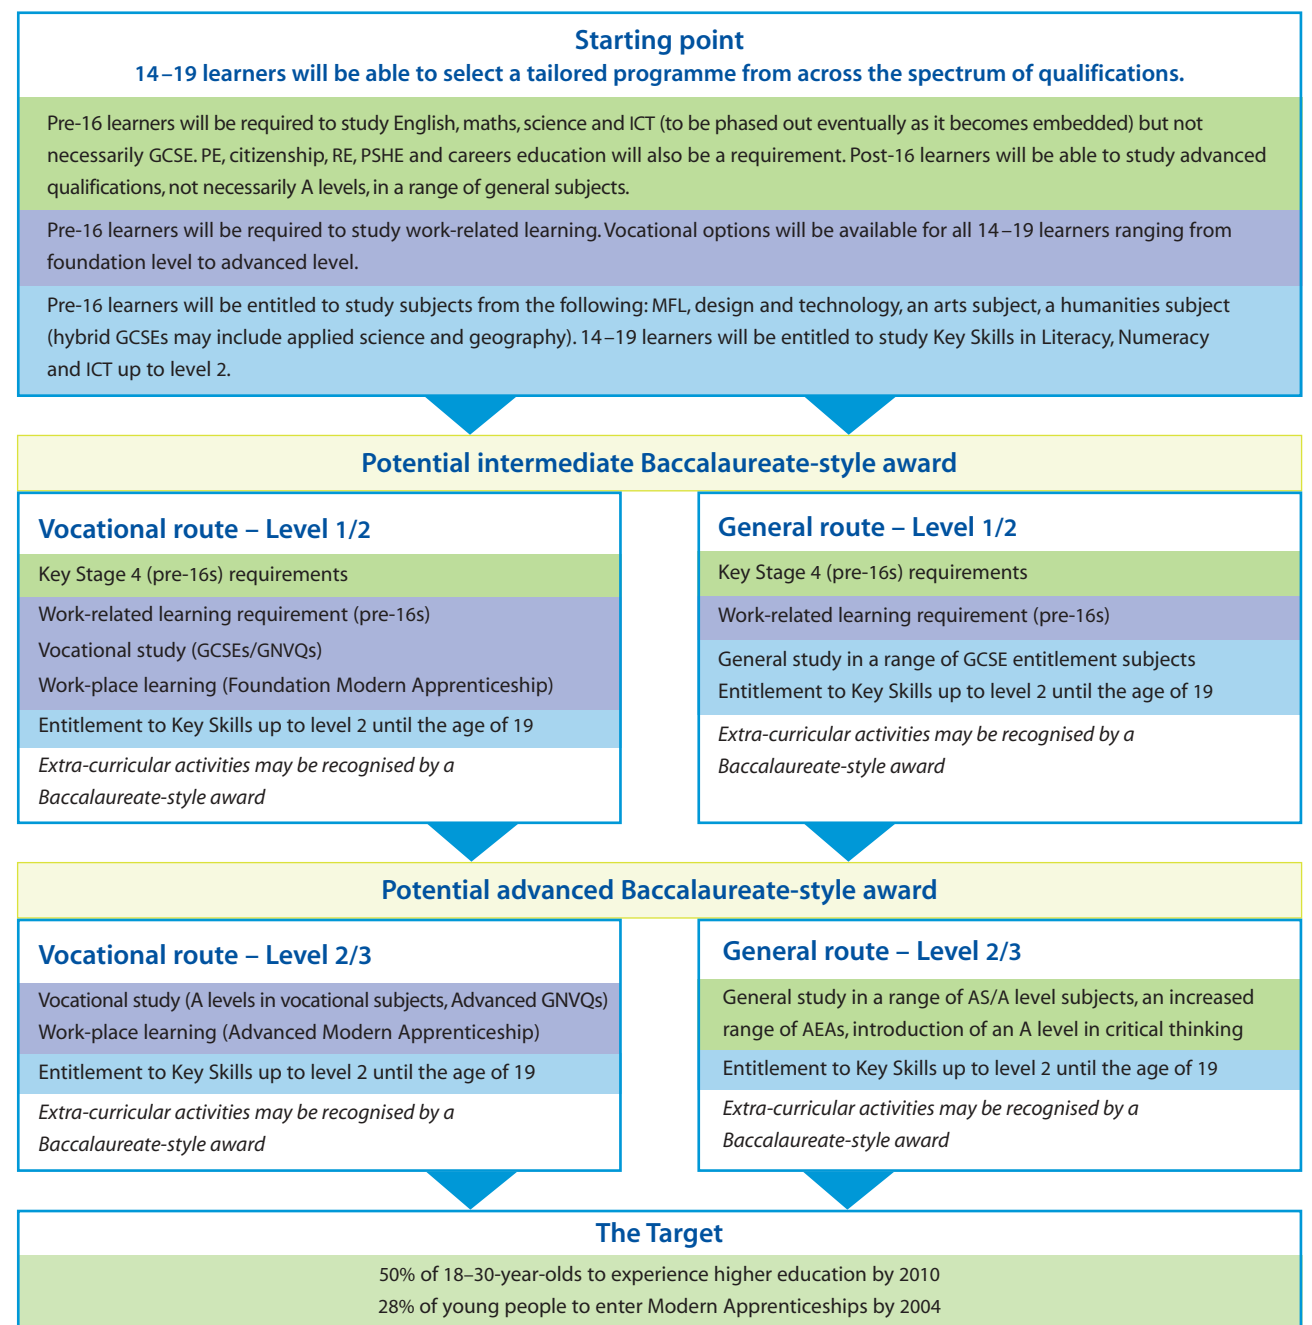 Starting point
14–19 learners will be able to select a tailored programme from across the spectrum of qualifications.
Pre-16 learners will be required to study English, maths, science and ICT (to be phased out eventually as it becomes embedded) but not
necessarily GCSE. PE, citizenship, RE, PSHE and careers education will also be a requirement. Post-16 learners will be able to study advanced
qualifications, not necessarily A levels, in a range of general subjects.
Pre-16 learners will be required to study work-related learning. Vocational options will be available for all 14–19 learners ranging from
foundation level to advanced level.
Pre-16 learners will be entitled to study subjects from the following: MFL, design and technology, an arts subject, a humanities subject
(hybrid GCSEs may include applied science and geography). 14–19 learners will be entitled to study Key Skills in Literacy, Numeracy
and ICT up to level 2.
Potential intermediate Baccalaureate-style award
Vocational route – Level 1/2
Key Stage 4 (pre-16s) requirements
Work-related learning requirement (pre-16s)
Vocational study (GCSEs/GNVQs)
Work-place learning (Foundation Modern Apprenticeship)
Entitlement to Key Skills up to level 2 until the age of 19
Extra-curricular activities may be recognised by a
Baccalaureate-style award
General route – Level 1/2
Key Stage 4 (pre-16s) requirements
Work-related learning requirement (pre-16s)
General study in a range of GCSE entitlement subjects
Entitlement to Key Skills up to level 2 until the age of 19
Extra-curricular activities may be recognised by a
Baccalaureate-style award
Potential advanced Baccalaureate-style award
Vocational route – Level 2/3
Vocational study (A levels in vocational subjects, Advanced GNVQs)
Work-place learning (Advanced Modern Apprenticeship)
Entitlement to Key Skills up to level 2 until the age of 19
Extra-curricular activities may be recognised by a
Baccalaureate-style award
General route – Level 2/3
General study in a range of AS/A level subjects, an increased
range of AEAs, introduction of an A level in critical thinking
Entitlement to Key Skills up to level 2 until the age of 19
Extra-curricular activities may be recognised by a
Baccalaureate-style award
The Target
50% of 18–30-year-olds to experience higher education by 2010
28% of young people to enter Modern Apprenticeships by 2004